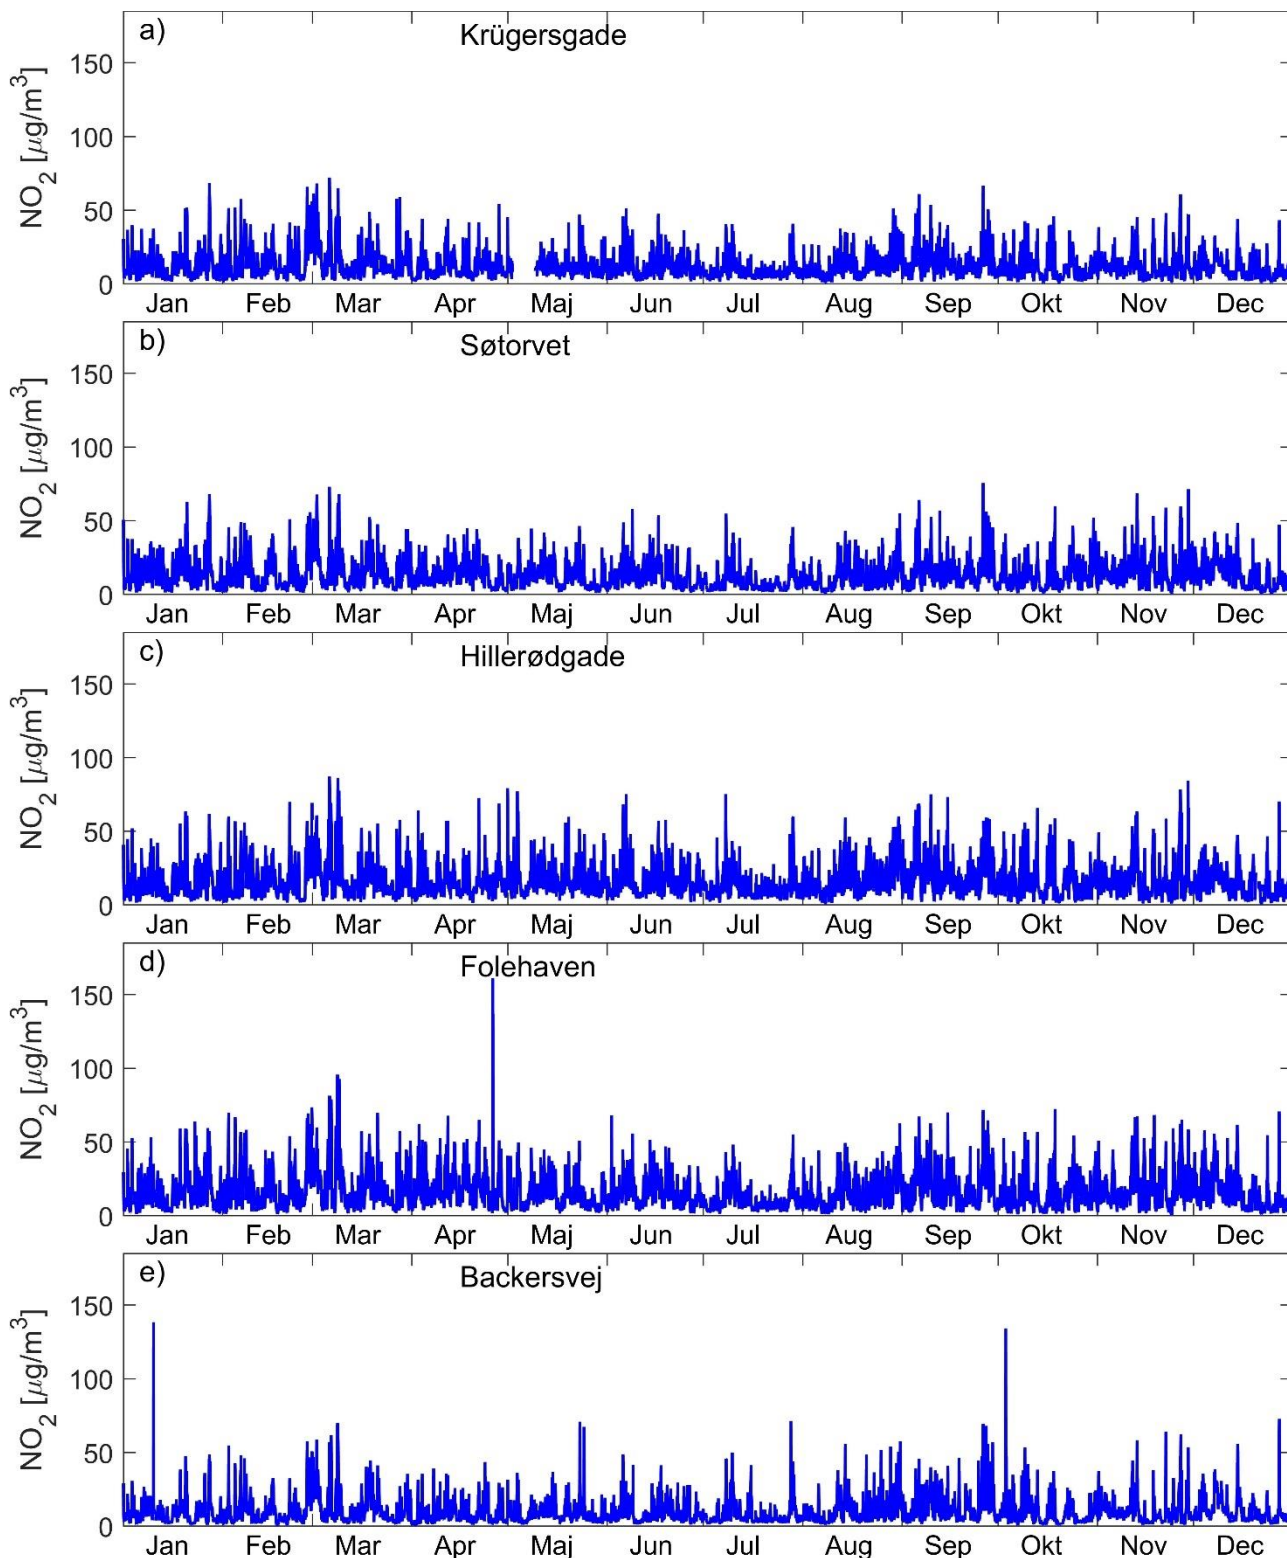 a)
Krügersgade
NO2 [μg/m3]
150
100
50
0
Jan Feb Mar Apr Maj Jun Jul Aug Sep Okt Nov Dec
b)
Søtorvet
NO2 [μg/m3]
150
100
50
0
Jan Feb Mar Apr Maj Jun Jul Aug Sep Okt Nov Dec
c)
Hillerødgade
NO2 [μg/m3]
150
100
50
0
Jan Feb Mar Apr Maj Jun Jul Aug Sep Okt Nov Dec
d)
Folehaven
NO2 [μg/m3]
150
100
50
0
Jan Feb Mar Apr Maj Jun Jul Aug Sep Okt Nov Dec
e)
Backersvej
NO2 [μg/m3]
150
100
50
0
Jan Feb Mar Apr Maj Jun Jul Aug Sep Okt Nov Dec